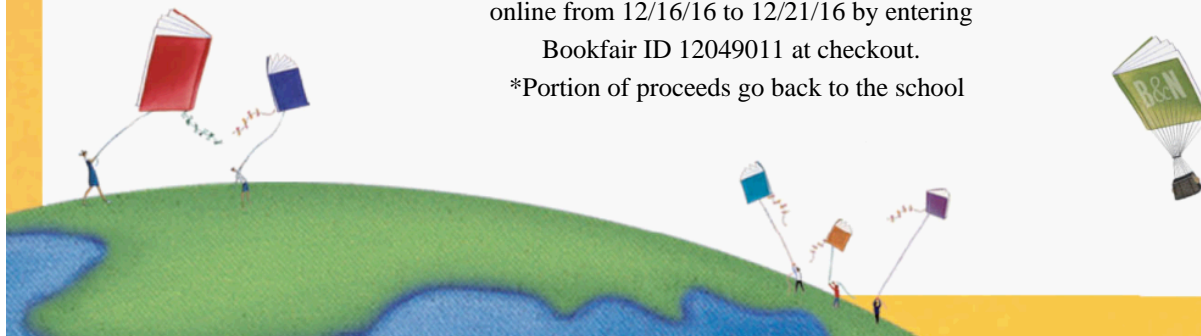 online from 12/16/16 to 12/21/16 by entering
Bookfair ID 12049011 at checkout.
*Portion of proceeds go back to the school
B&N